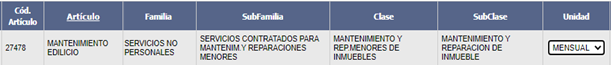 Cód. Artículo Artículo Familia SubFamilia Clase SubClase Unidad
27478
MANTENIMIENTO
EDILICIO
SERVICIOS NO
PERSONALES
SERVICIOS CONTRATADOS PARA
MANTENIM.Y REPARACIONES
MENORES
MANTENIMIENTO Y
REP.MENORES DE
INMUEBLES
MANTENIMIENTO Y
REPARACION DE
INMUEBLE
MENSUAL